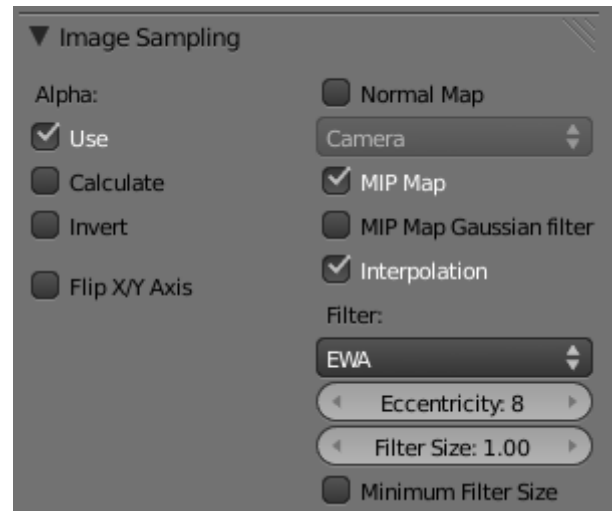 Image Sampling
Alpha:
Use
Calculate
Invert
Flip X/Y Axis
Normal Map
Camera
MIP Map
MIP Map Gaussian filter
Interpolation
Filter:
EWA
Eccentricity: 8
Filter Size: 1.00
Minimum Filter Size